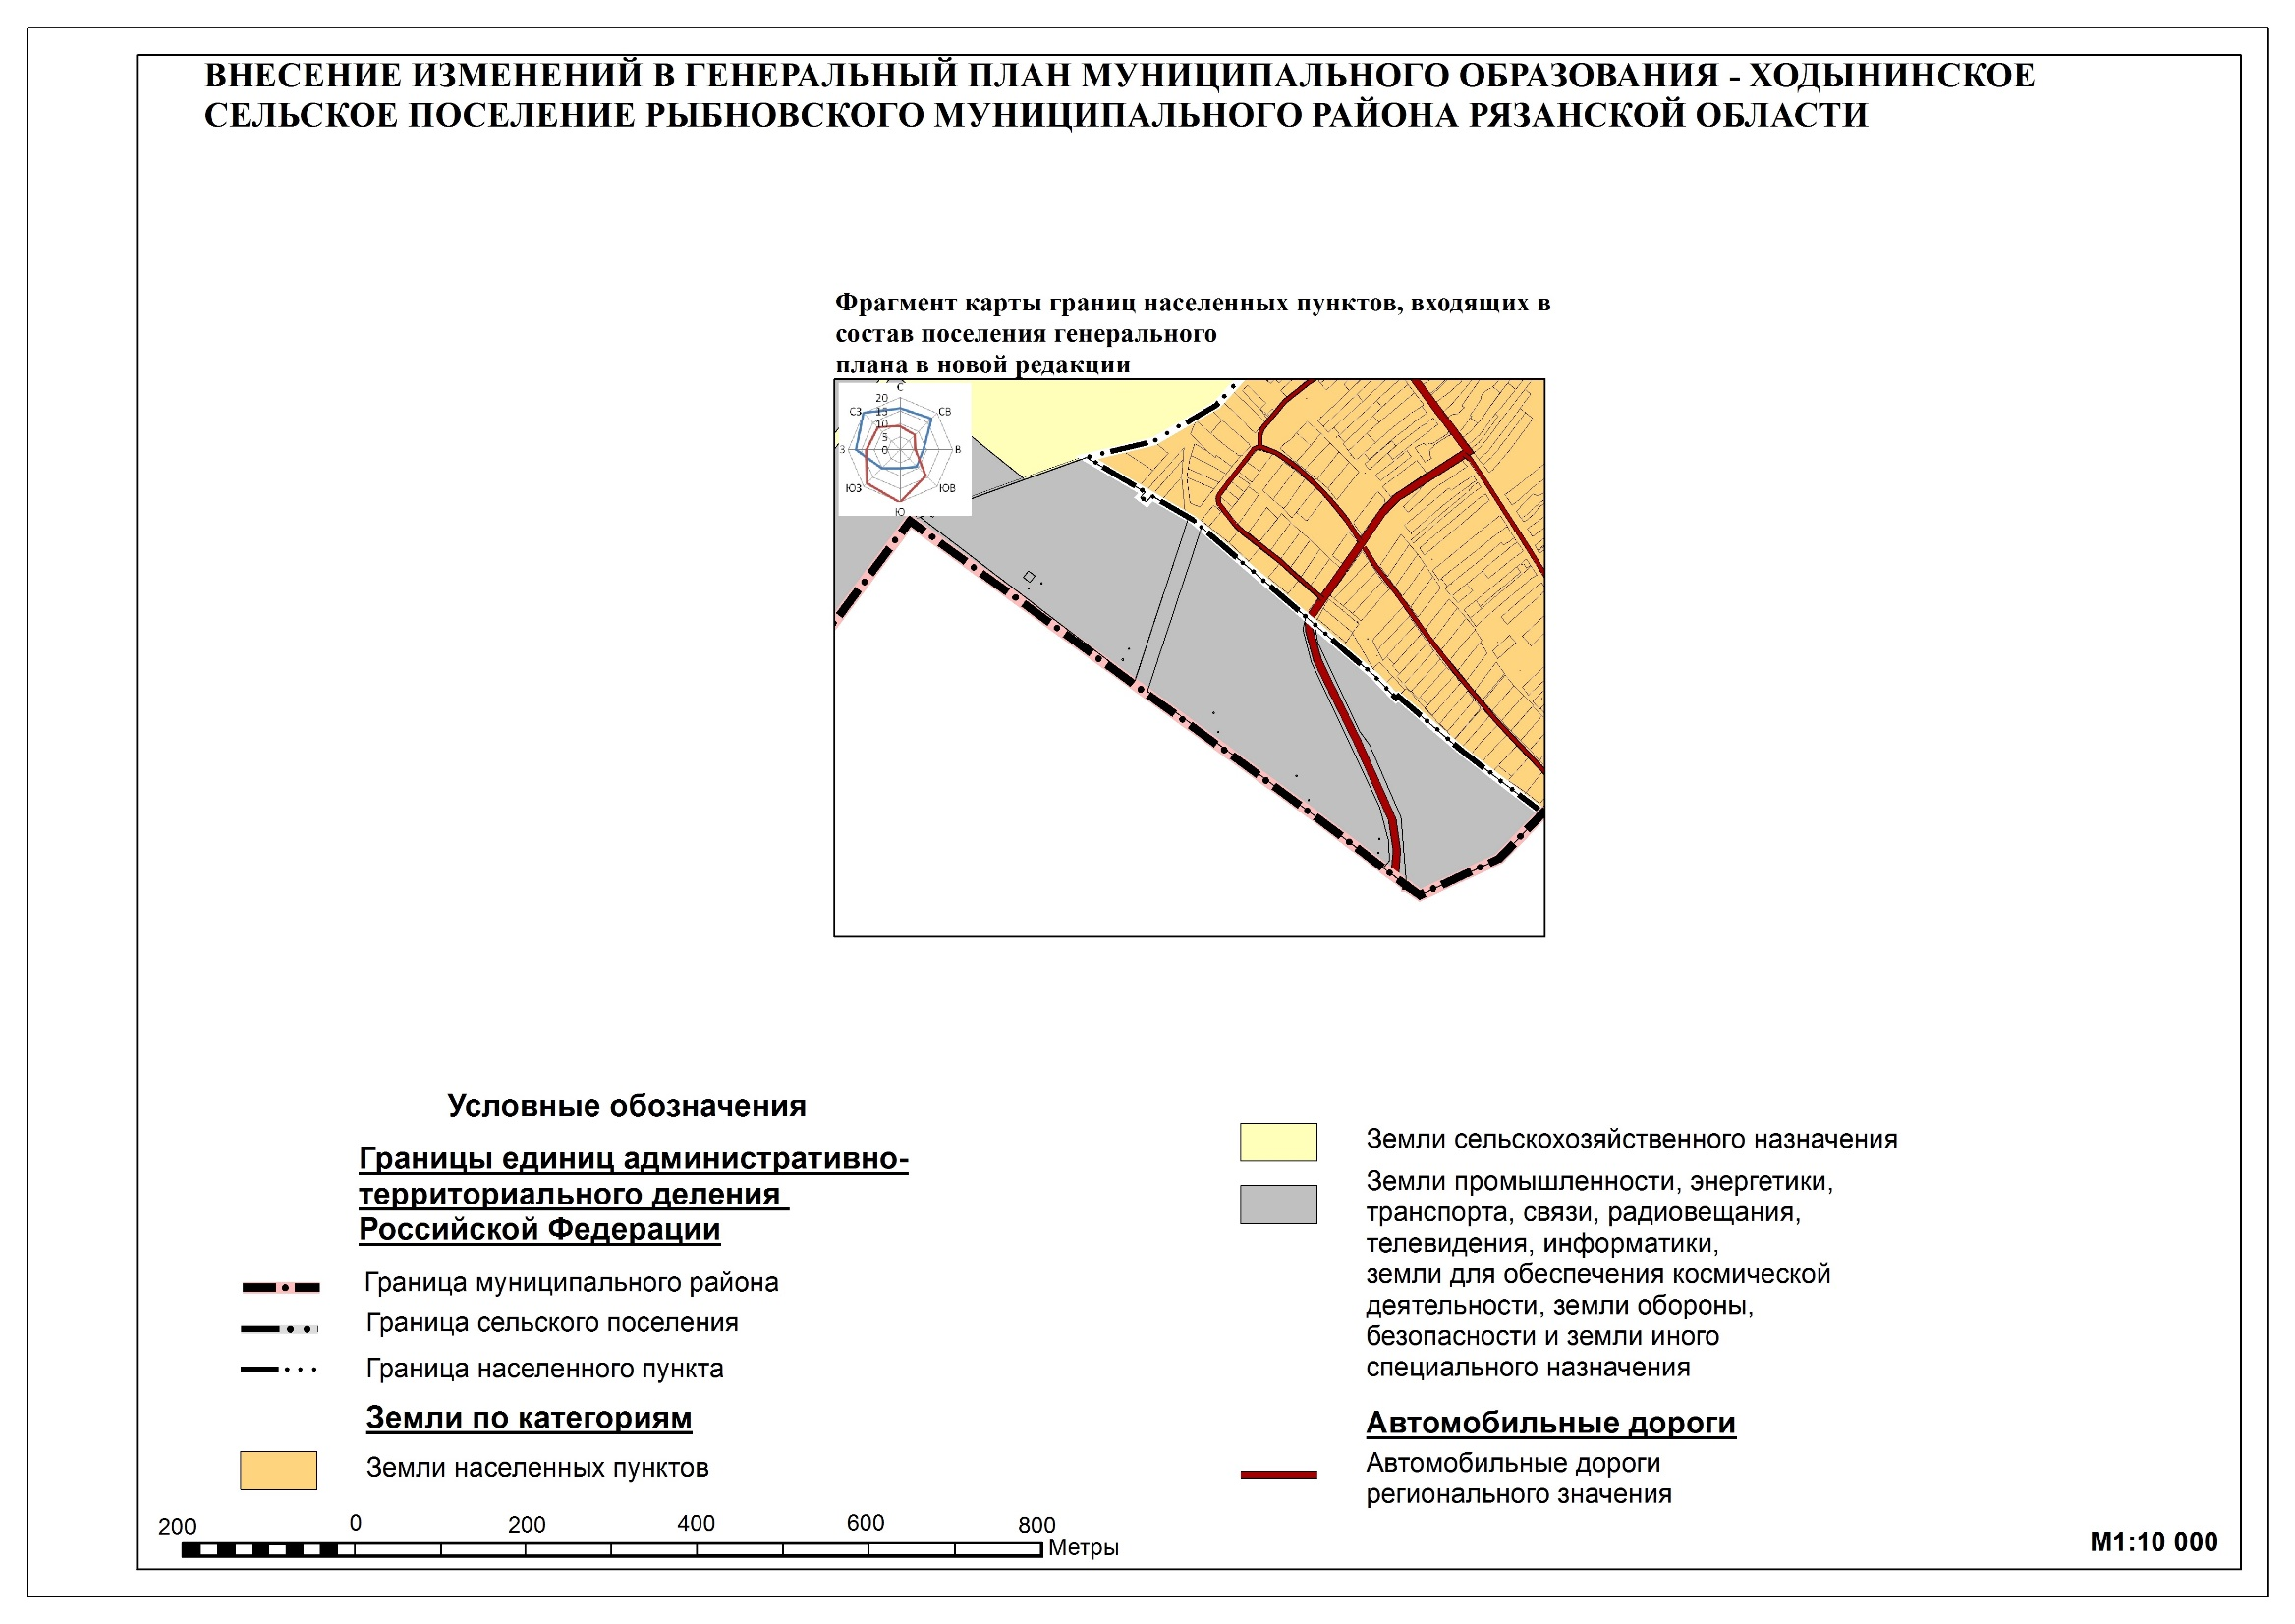 ВНЕСЕНИЕ ИЗМЕНЕНИЙ В ГЕНЕРАЛЬНЫЙ ПЛАН МУНИЦИПАЛЬНОГО ОБРАЗОВАНИЯ - ХОДЫНИНСКОЕ
СЕЛЬСКОЕ ПОСЕЛЕНИЕ РЫБНОВСКОГО МУНИЦИПАЛЬНОГО РАЙОНА РЯЗАНСКОЙ ОБЛАСТИ
Фрагмент карты границ населенных пунктов, входящих в
состав поселения генерального
плана в новой редакции
С
20
СЗ 15 СВ
10
5
З 0 В
ЮЗ ЮВ
Ю
Условные обозначения
Границы единиц административно-
территориального деления
Российской Федерации
Граница муниципального района
Граница сельского поселения
Граница населенного пункта
Земли по категориям
Земли населенных пунктов
Земли сельскохозяйственного назначения
Земли промышленности, энергетики,
транспорта, связи, радиовещания,
телевидения, информатики,
земли для обеспечения космической
деятельности, земли обороны,
безопасности и земли иного
специального назначения
Автомобильные дороги
Автомобильные дороги
регионального значения
200 0 200 400 600 800
Метры
М1:10 000